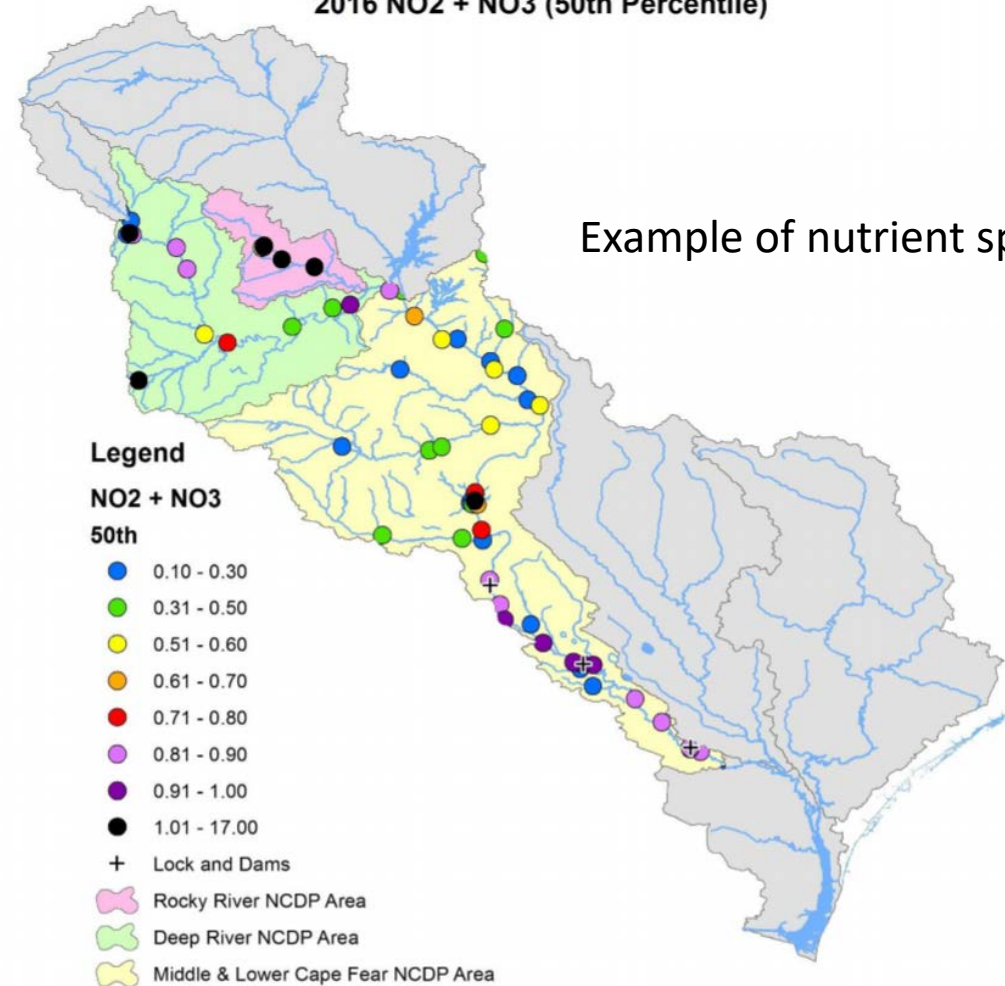 2016 NO2 + NO3 (50th Percentile)
Example of nutrient sp
Legend
NO2 + NO3
50th
0.10 - 0.30
0.31 - 0.50
0.51 - 0.60
0.61 - 0.70
0.71 - 0.80
0.81 - 0.90
0.91 - 1.00
1.01 - 17.00
+ Lock and Dams
Rocky River NCDP Area
Deep River NCDP Area
Middle & Lower Cape Fear NCDP Area